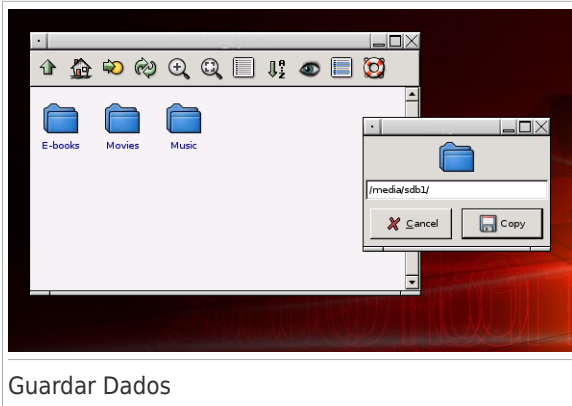 E-books
Movies
Music
/media/sdb1/
Cancel
Copy
Guardar Dados